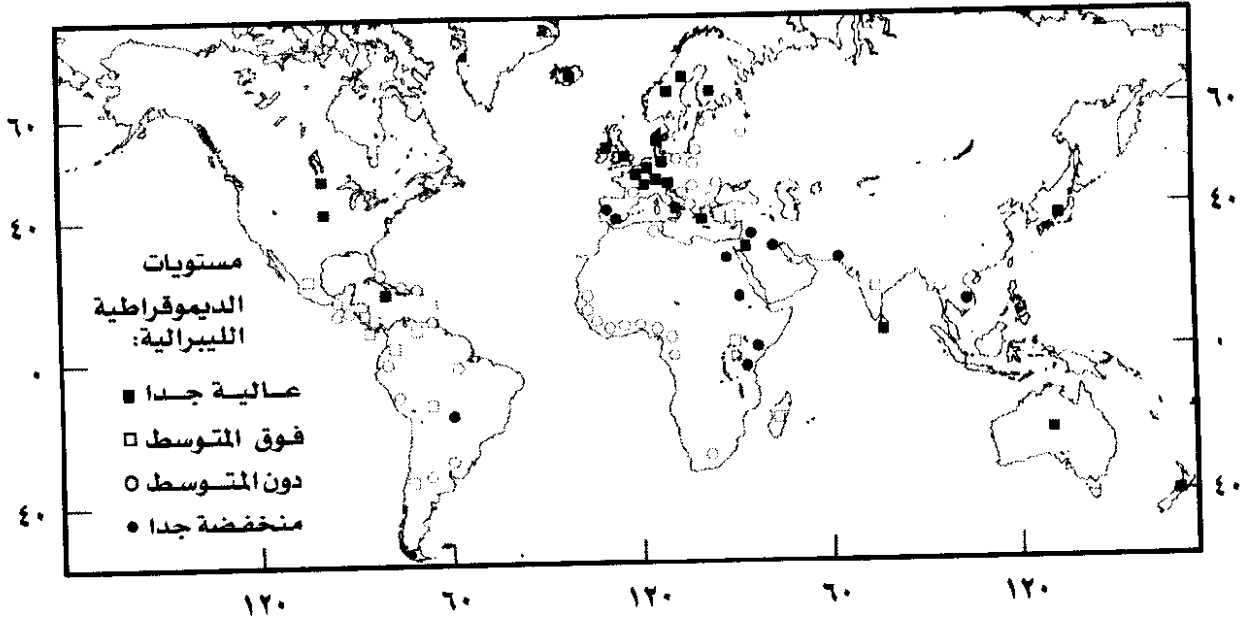 مستويات
الديموقراطية
الليبرالية:
عالية جدا
فوق المتوسط
دون المتوسط
منخفضة جدا
٦٠
٤٠
٠
٤٠
٦٠
٤٠
٠
٤٠
١٢٠
٦٠
١٢٠
٦٠
١٢٠